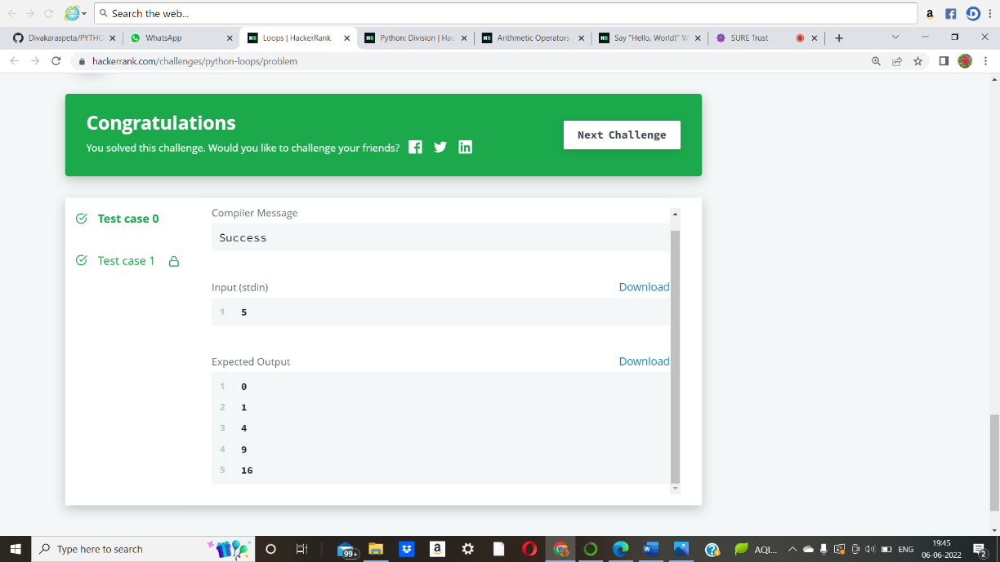 Search the web...
Divakaraspeta/PYTHO
WhatsApp
Loops | HackerRank
Python: Division | Hac
Arithmetic Operators
Say "Hello, World!" W
SURE Trust
hackerrank.com/challenges/python-loops/problem
Congratulations
You solved this challenge. Would you like to challenge your friends?
Next Challenge
Test case 0
Test case 1
Compiler Message
Success
Input (stdin)
Download
1 5
Expected Output
Download
1 0
2 1
3 4
4 9
5 16
Type here to search
99+
AQI...
ENG
19:45
06-06-2022
2